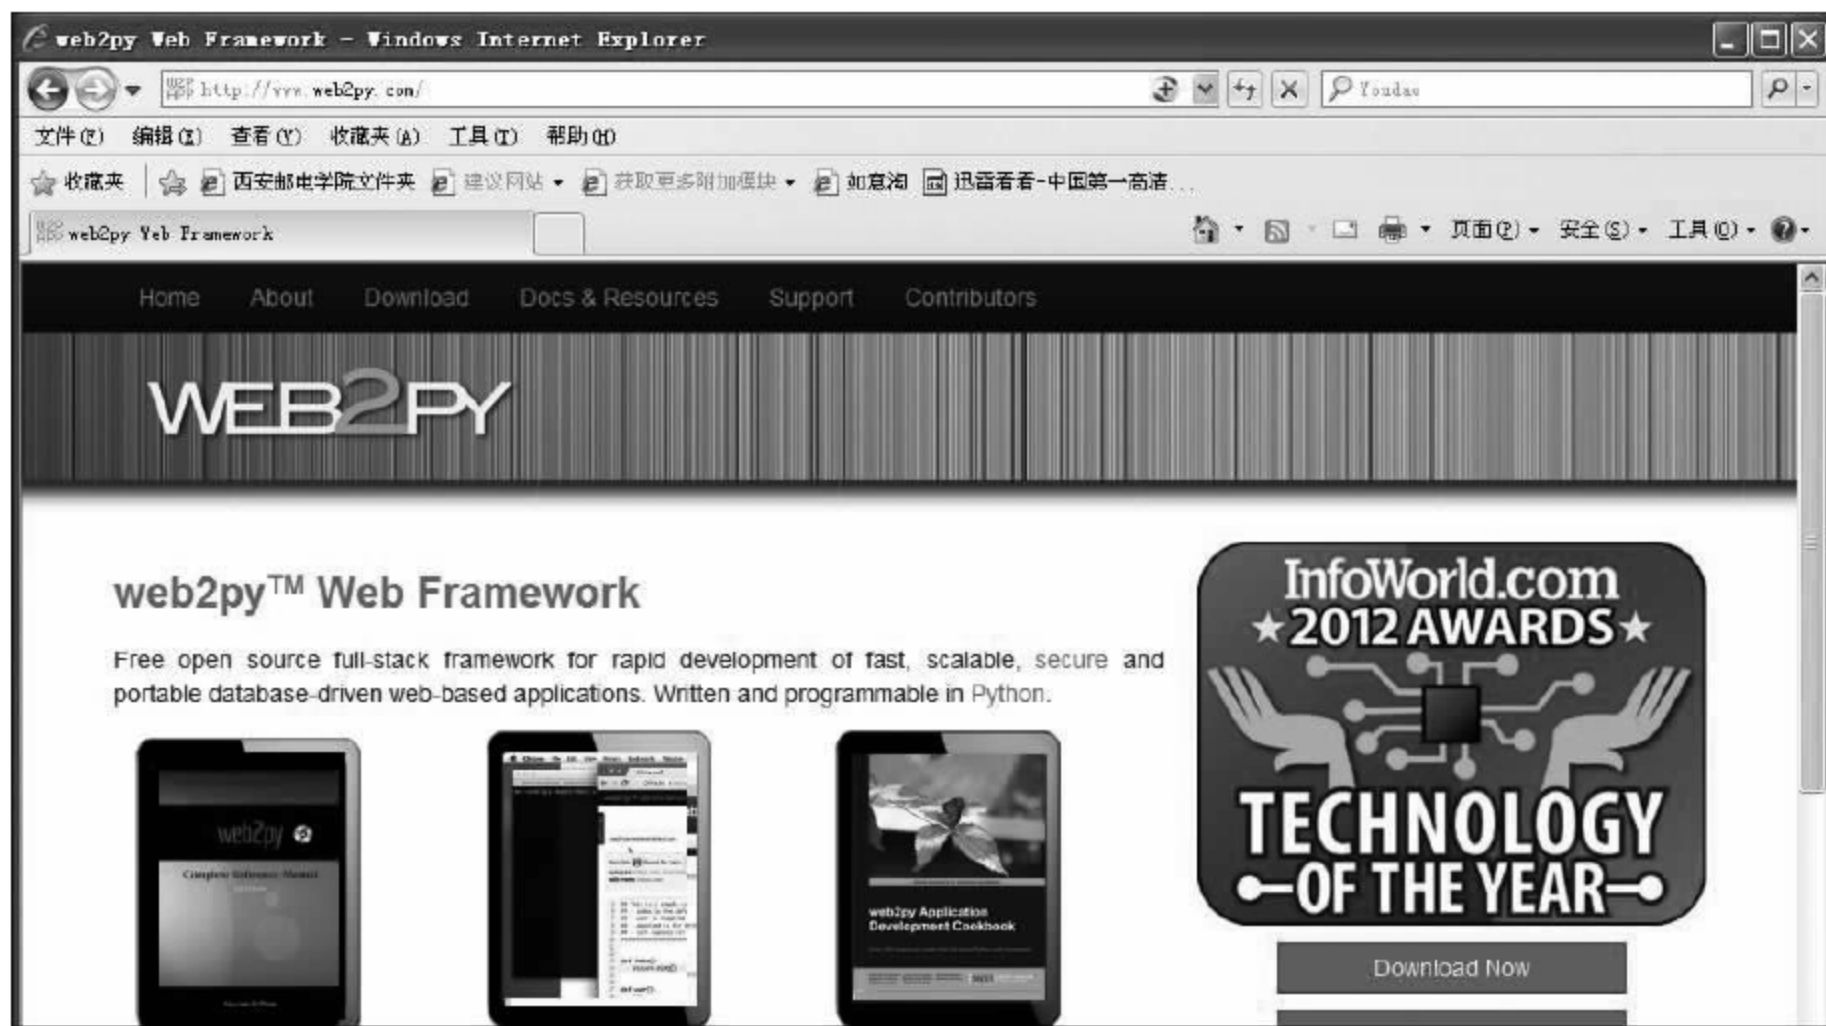 web2py Web Framework - Windows Internet Explorer
http://www.web2py.com/
Youdao
文件(F) 编辑(E) 查看(V) 收藏夹(A) 工具(T) 帮助(H)
收藏夹 西安邮电学院文件夹 建议网站 获取更多附加模块 如意淘 迅雷看看-中国第一高清...
web2py Web Framework
页面(P) 安全(S) 工具(O)
Home About Download Docs & Resources Support Contributors
WEB2PY
web2py™ Web Framework
Free open source full-stack framework for rapid development of fast, scalable, secure and
portable database-driven web-based applications. Written and programmable in Python.
web2py
Complete Reference Manual
web2py Application
Development Cookbook
InfoWorld.com
2012 AWARDS
TECHNOLOGY
OF THE YEAR
Download Now